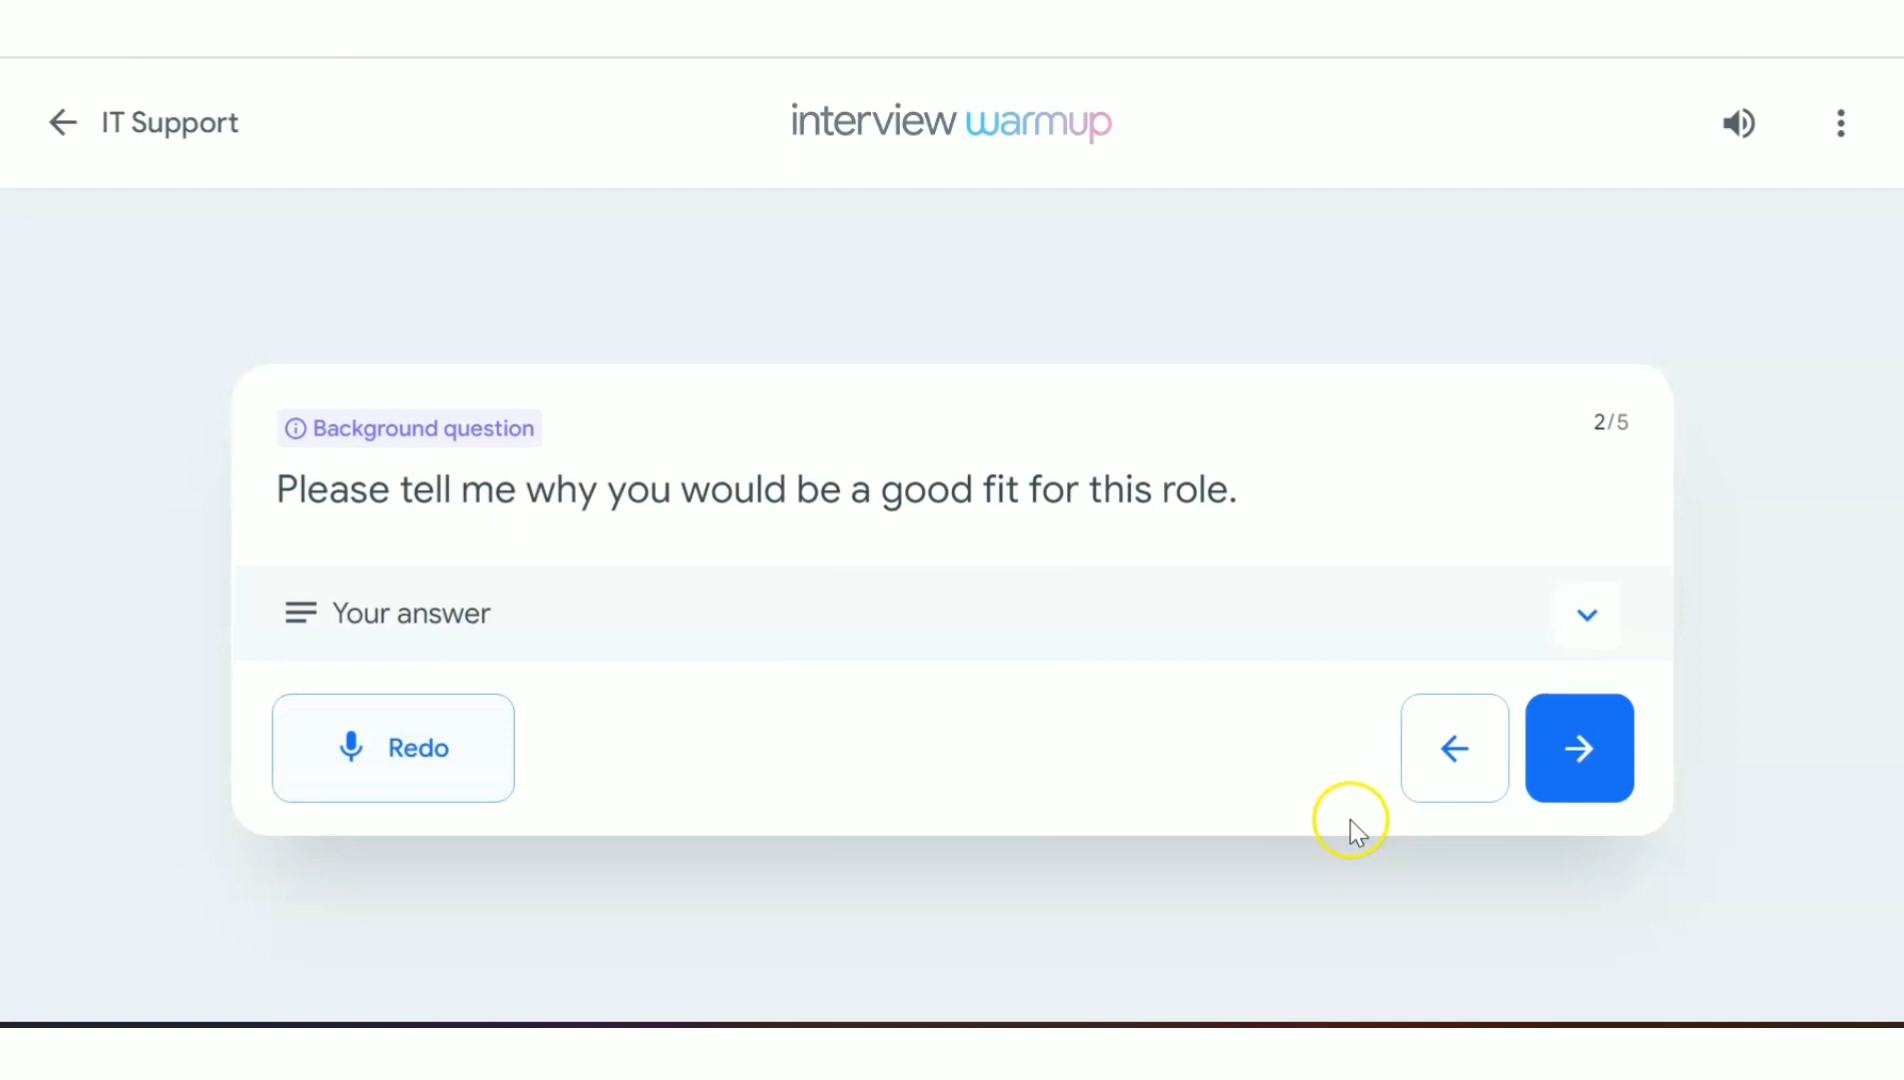 IT Support
interview warmup
Background question
2/5
Please tell me why you would be a good fit for this role.
Your answer
Redo